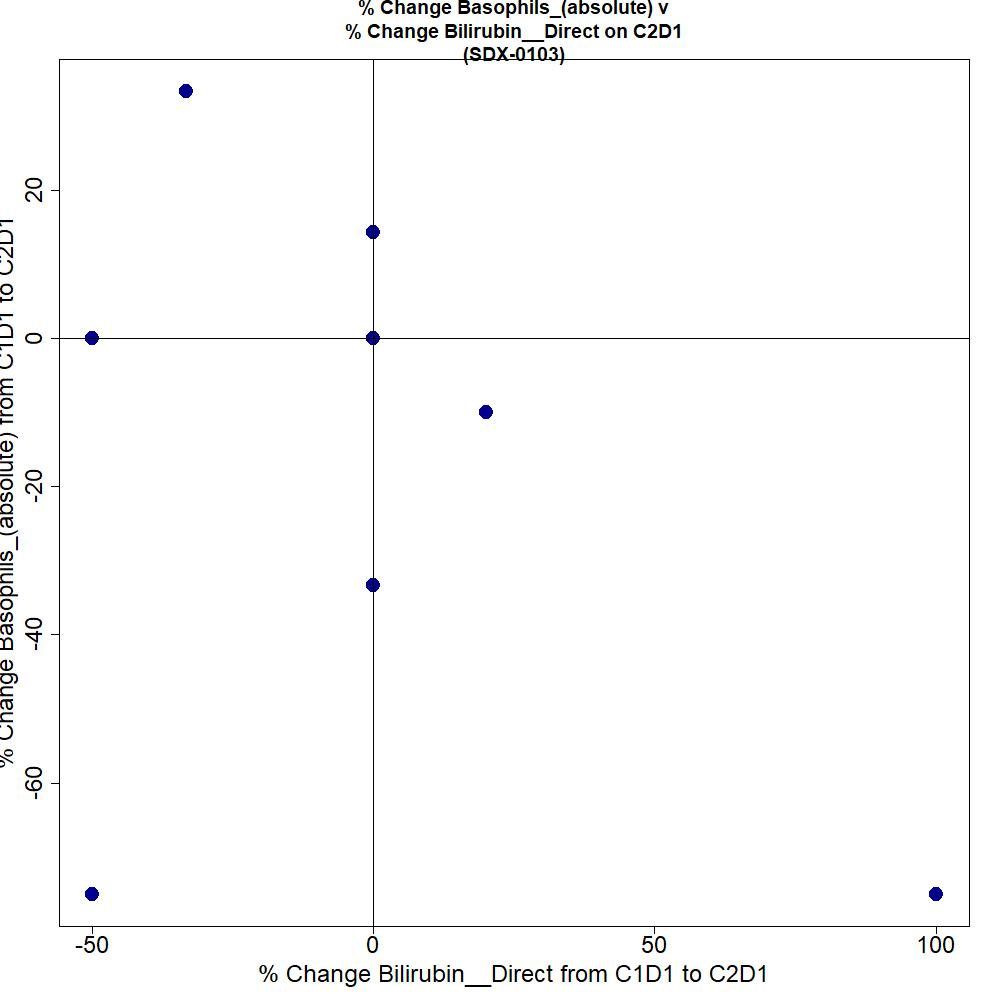 % Change Basophils_(absolute) v
% Change Bilirubin__Direct on C2D1
(SDX-0103)
% Change Basophils_(absolute) from C1D1 to C2D1
20
0
-20
-40
-60
-50
0
50
100
% Change Bilirubin__Direct from C1D1 to C2D1